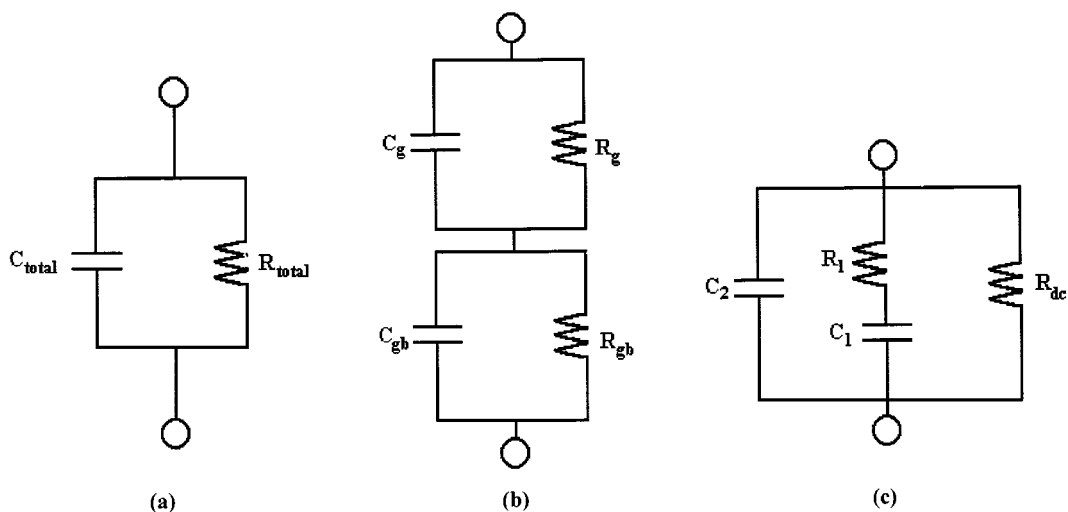 C_total
R_total
(a)
C_g
R_g
C_gb
R_gb
(b)
C_2
R_1
C_1
R_dc
(c)